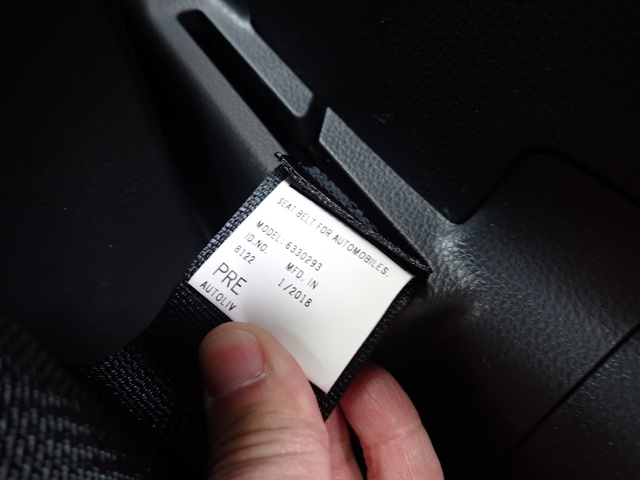 SEAT BELT FOR AUTOMOBILES.
MODEL: 6330293
ID.NO. MFD. IN
8122 1/2018
PRE
AUTOLIV